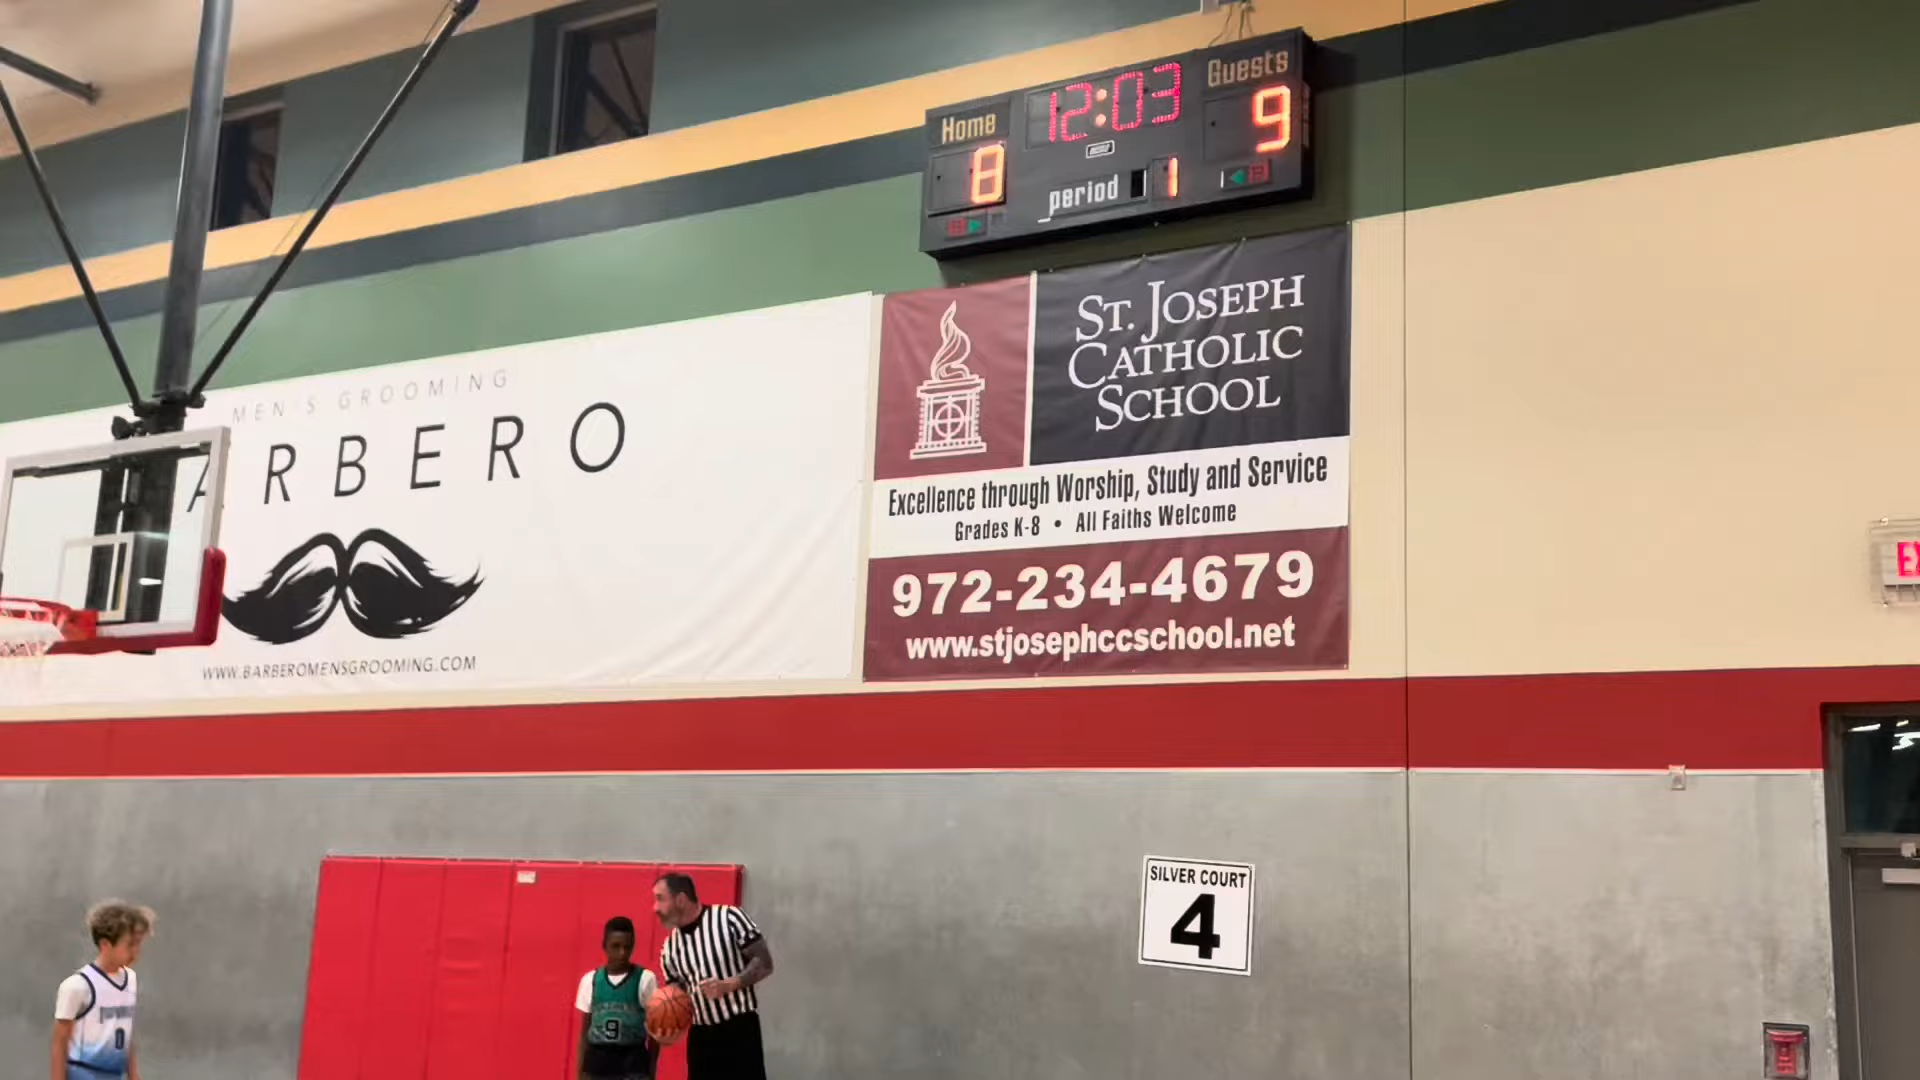 Home
12:03
Guests
8
9
period
1
MEN'S GROOMING
ARBERO
WWW.BARBEROMENSGROOMING.COM
ST. JOSEPH
CATHOLIC
SCHOOL
Excellence through Worship, Study and Service
Grades K-8 • All Faiths Welcome
972-234-4679
www.stjosephccschool.net
SILVER COURT
4
9
0